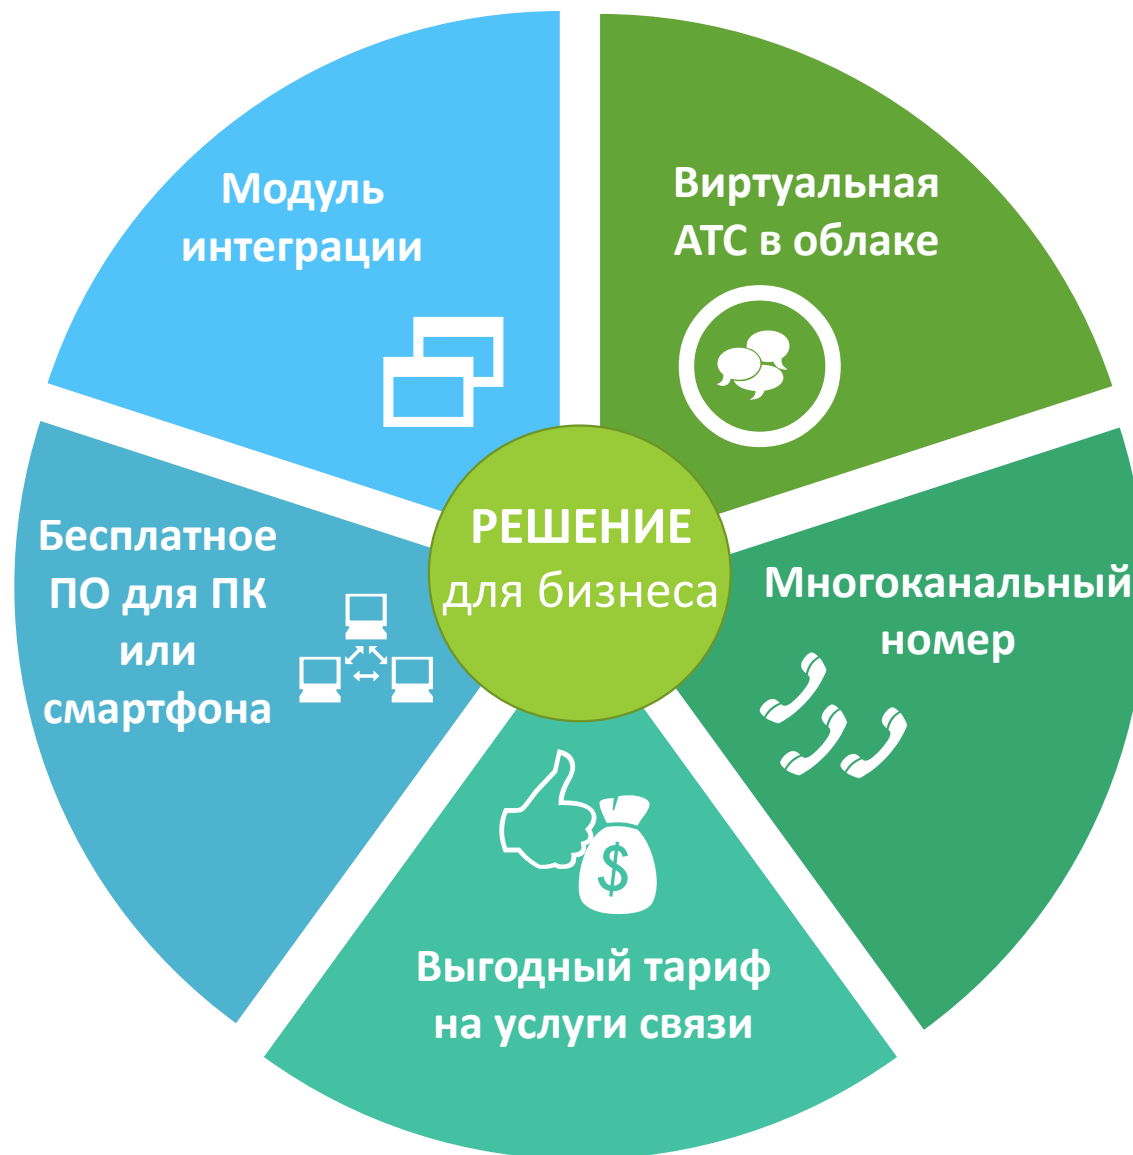 Модуль
интеграции
Виртуальная
АТС в облаке
Бесплатное
ПО для ПК
или
смартфона
РЕШЕНИЕ
для бизнеса
Многоканальный
номер
$
Выгодный тариф
на услуги связи